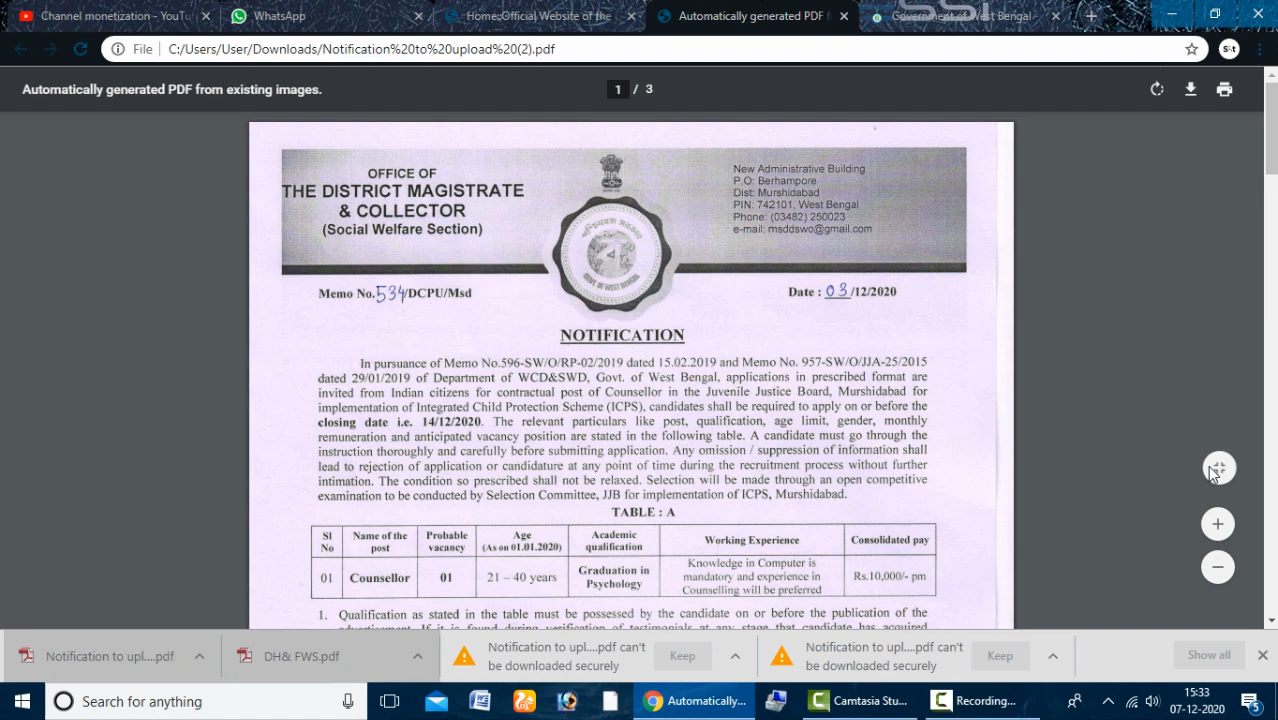 Channel monetization - YouTu
WhatsApp
Home:Official Website of the
Automatically generated PDF f
Government of West Bengal -
File
C:/Users/User/Downloads/Notification%20to%20upload%20(2).pdf
Automatically generated PDF from existing images.
1 / 3
OFFICE OF
THE DISTRICT MAGISTRATE
& COLLECTOR
(Social Welfare Section)
New Administrative Building
P.O: Berhampore
Dist: Murshidabad
PIN: 742101, West Bengal
Phone: (03482) 250023
e-mail: msddswo@gmail.com
Memo No.534/DCPU/Msd
Date : 03/12/2020
NOTIFICATION
In pursuance of Memo No.596-SW/O/RP-02/2019 dated 15.02.2019 and Memo No. 957-SW/O/JJA-25/2015
dated 29/01/2019 of Department of WCD&SWD, Govt. of West Bengal, applications in prescribed format are
invited from Indian citizens for contractual post of Counsellor in the Juvenile Justice Board, Murshidabad for
implementation of Integrated Child Protection Scheme (ICPS), candidates shall be required to apply on or before the
closing date i.e. 14/12/2020. The relevant particulars like post, qualification, age limit, gender, monthly
remuneration and anticipated vacancy position are stated in the following table. A candidate must go through the
instruction thoroughly and carefully before submitting application. Any omission / suppression of information shall
lead to rejection of application or candidature at any point of time during the recruitment process without further
intimation. The condition so prescribed shall not be relaxed. Selection will be made through an open competitive
examination to be conducted by Selection Committee, JJB for implementation of ICPS, Murshidabad.
TABLE : A
Sl No Name of the post Probable vacancy Age (As on 01.01.2020) Academic qualification Working Experience Consolidated pay
01 Counsellor 01 21 – 40 years Graduation in Psychology Knowledge in Computer is mandatory and experience in Counselling will be preferred Rs.10,000/- pm
1. Qualification as stated in the table must be possessed by the candidate on or before the publication of the
advertisement. If it is found during verification of testimonials at any stage that candidate has acquired
Notification to upl....pdf
DH& FWS.pdf
Notification to upl....pdf can't
be downloaded securely
Keep
Notification to upl....pdf can't
be downloaded securely
Keep
Show all
Search for anything
Automatically...
Camtasia Stu...
Recording...
15:33
07-12-2020
5